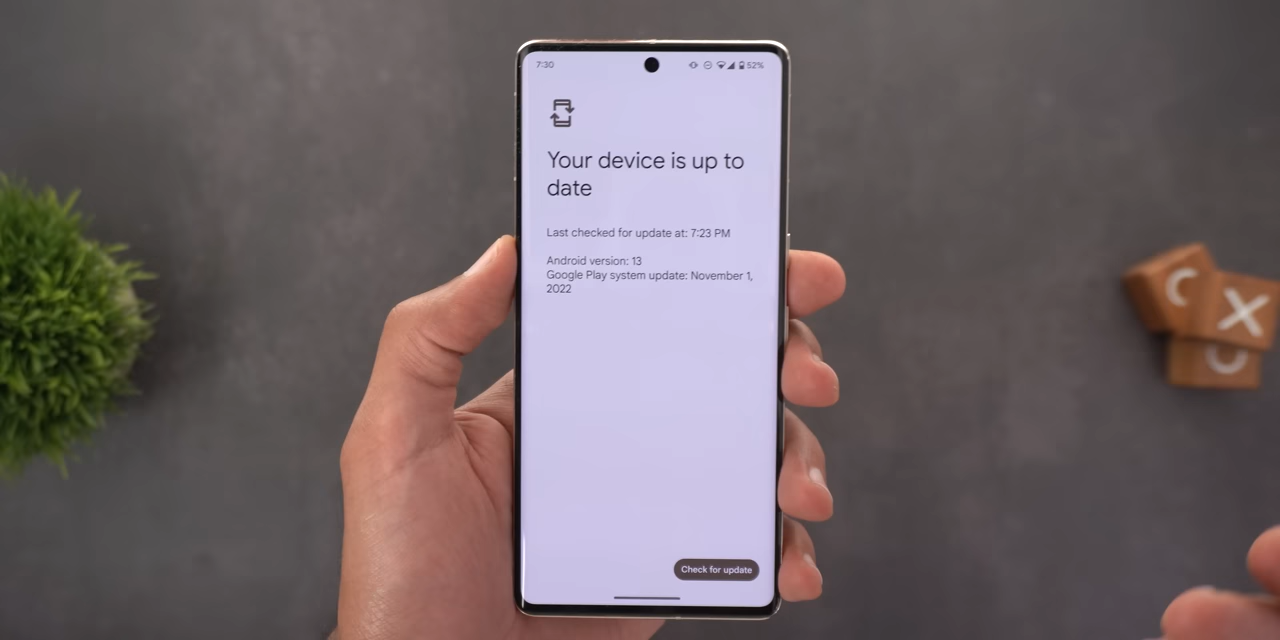 7:30
52%
Your device is up to
date
Last checked for update at: 7:23 PM
Android version: 13
Google Play system update: November 1,
2022
Check for update
C
X